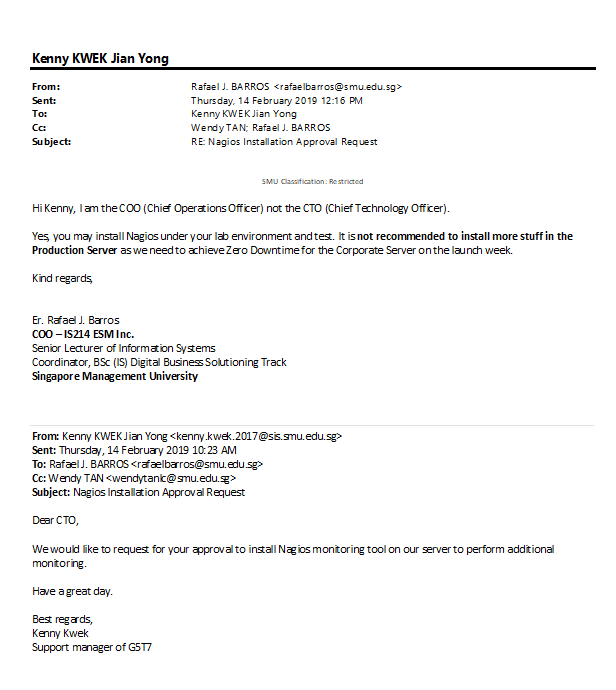 Kenny KWEK Jian Yong
From: Rafael J. BARROS <rafaelbarros@smu.edu.sg>
Sent: Thursday, 14 February 2019 12:16 PM
To: Kenny KWEK Jian Yong
Cc: Wendy TAN; Rafael J. BARROS
Subject: RE: Nagios Installation Approval Request
SMU Classification: Restricted
Hi Kenny, I am the COO (Chief Operations Officer) not the CTO (Chief Technology Officer).
Yes, you may install Nagios under your lab environment and test. It is not recommended to install more stuff in the
Production Server as we need to achieve Zero Downtime for the Corporate Server on the launch week.
Kind regards,
Er. Rafael J. Barros
COO – IS214 ESM Inc.
Senior Lecturer of Information Systems
Coordinator, BSc (IS) Digital Business Solutioning Track
Singapore Management University
From: Kenny KWEK Jian Yong <kenny.kwek.2017@sis.smu.edu.sg>
Sent: Thursday, 14 February 2019 10:23 AM
To: Rafael J. BARROS <rafaelbarros@smu.edu.sg>
Cc: Wendy TAN <wendytanlc@smu.edu.sg>
Subject: Nagios Installation Approval Request
Dear CTO,
We would like to request for your approval to install Nagios monitoring tool on our server to perform additional
monitoring.
Have a great day.
Best regards,
Kenny Kwek
Support manager of G5T7